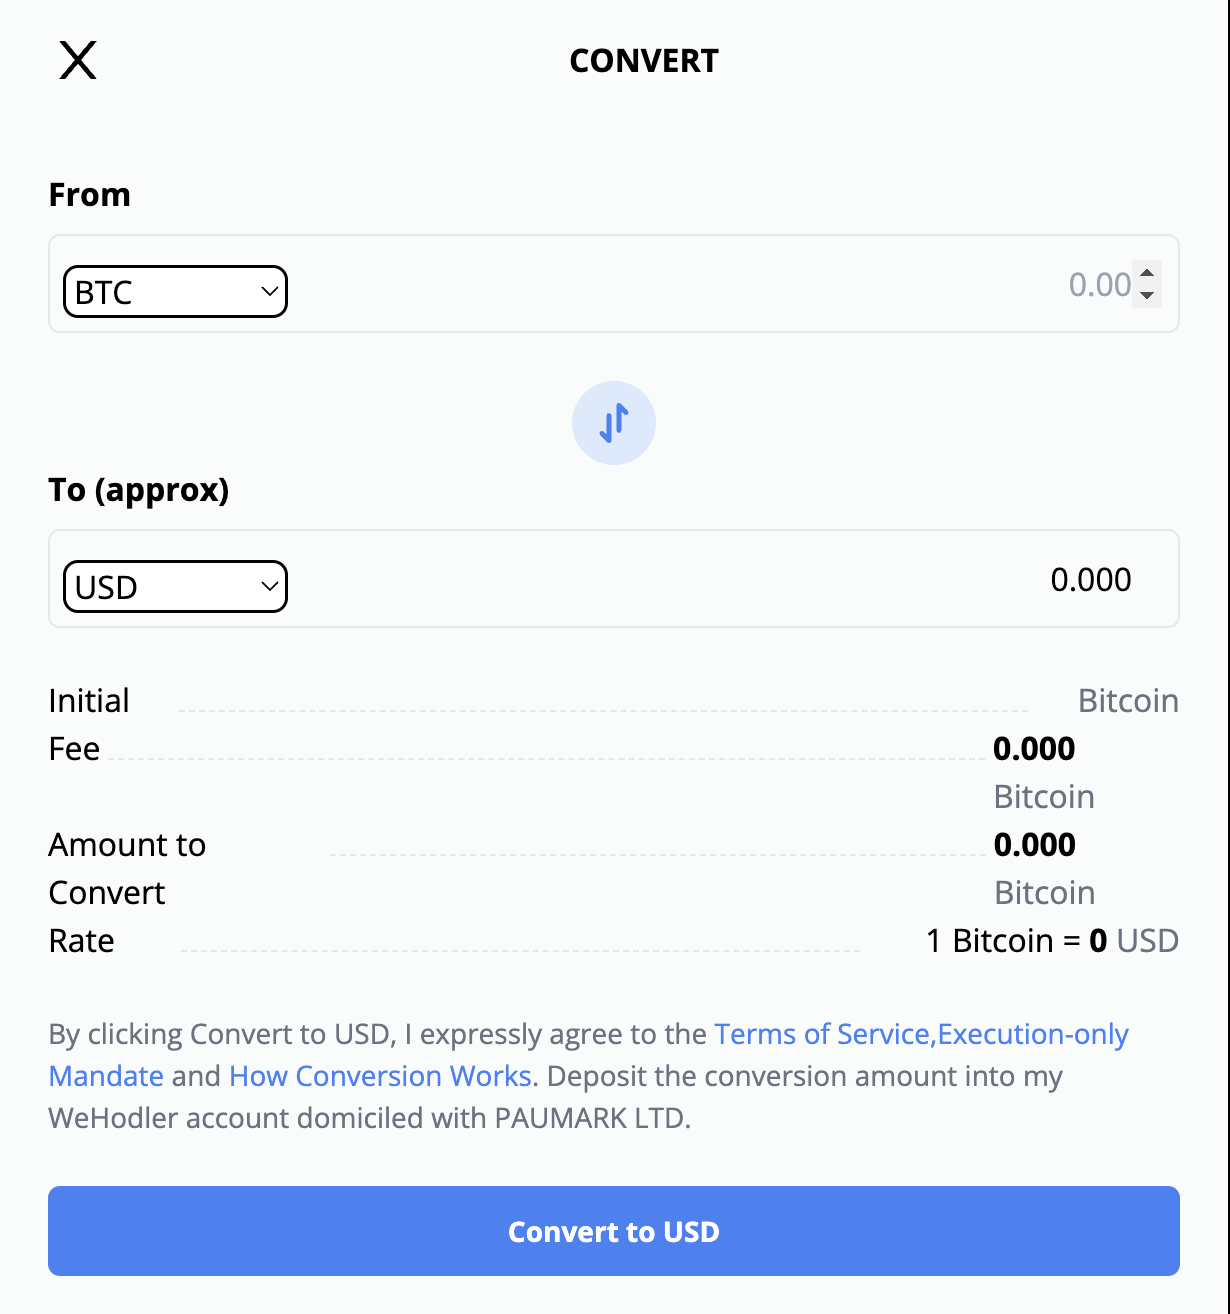 CONVERT
From
BTC 0.00
To (approx)
USD 0.000
Initial Bitcoin
Fee 0.000
Bitcoin
Amount to 0.000
Convert Bitcoin
Rate 1 Bitcoin = 0 USD
By clicking Convert to USD, I expressly agree to the Terms of Service,Execution-only
Mandate and How Conversion Works. Deposit the conversion amount into my
WeHodler account domiciled with PAUMARK LTD.
Convert to USD